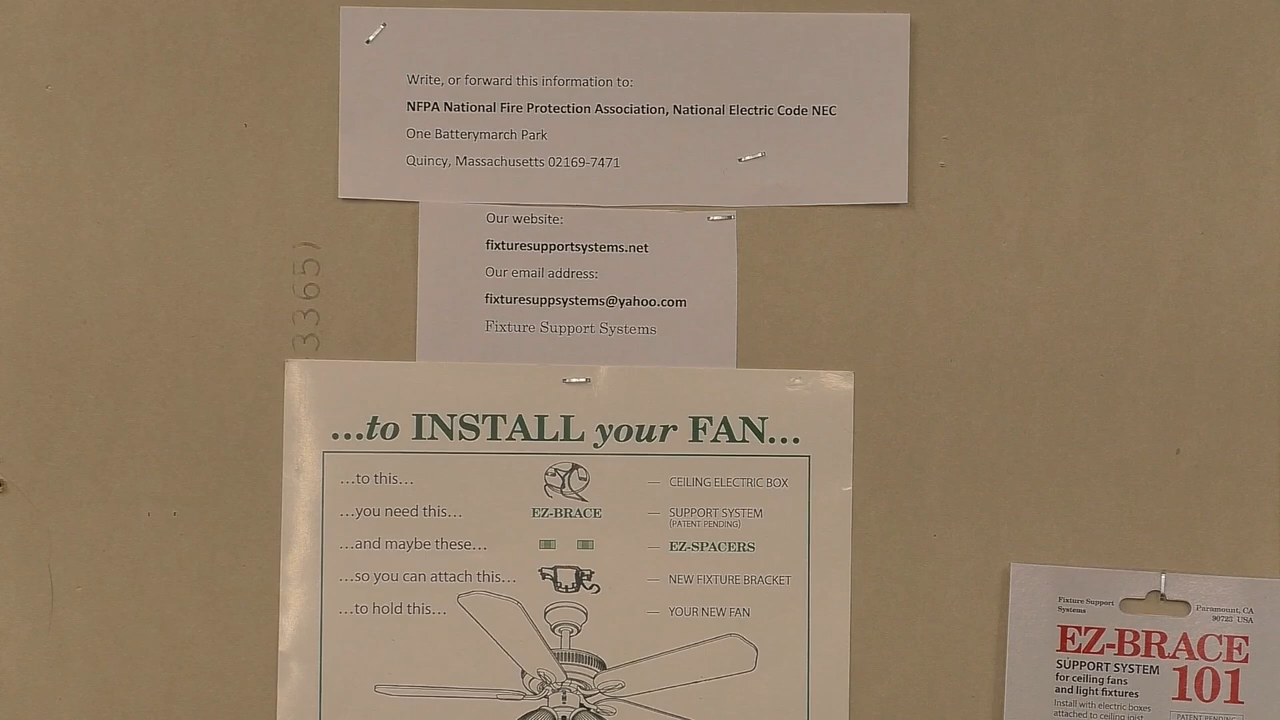 Write, or forward this information to:
NFPA National Fire Protection Association, National Electric Code NEC
One Batterymarch Park
Quincy, Massachusetts 02169-7471
Our website:
fixturesupportsystems.net
Our email address:
fixturesuppsystems@yahoo.com
Fixture Support Systems
3365)
...to INSTALL your FAN...
...to this... — CEILING ELECTRIC BOX
...you need this... EZ-BRACE — SUPPORT SYSTEM
(PATENT PENDING)
...and maybe these... — EZ-SPACERS
...so you can attach this... — NEW FIXTURE BRACKET
...to hold this... — YOUR NEW FAN
Fixture Support
Systems
Paramount, CA
90723 USA
EZ-BRACE
SUPPORT SYSTEM
for ceiling fans
and light fixtures
101
Install with electric boxes
attached to ceiling joist
PATENT PENDING